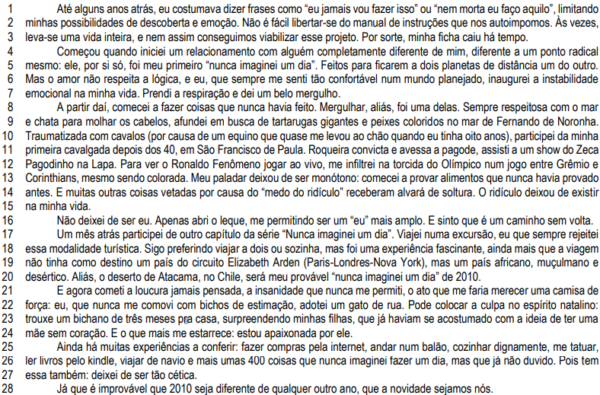 1 Até alguns anos atrás, eu costumava dizer frases como “eu jamais vou fazer isso” ou “nem morta eu faço aquilo”, limitando
2 minhas possibilidades de descoberta e emoção. Não é fácil libertar-se do manual de instruções que nos autoimpomos. Às vezes,
3 leva-se uma vida inteira, e nem assim conseguimos viabilizar esse projeto. Por sorte, minha ficha caiu há tempo.
4 Começou quando iniciei um relacionamento com alguém completamente diferente de mim, diferente a um ponto radical
5 mesmo: ele, por si só, foi meu primeiro “nunca imaginei um dia”. Feitos para ficarem a dois planetas de distância um do outro.
6 Mas o amor não respeita a lógica, e eu, que sempre me senti tão confortável num mundo planejado, inaugurei a instabilidade
7 emocional na minha vida. Prendi a respiração e dei um belo mergulho.
8 A partir daí, comecei a fazer coisas que nunca havia feito. Mergulhar, aliás, foi uma delas. Sempre respeitosa com o mar
9 e chata para molhar os cabelos, afundei em busca de tartarugas gigantes e peixes coloridos no mar de Fernando de Noronha.
10 Traumatizada com cavalos (por causa de um equino que quase me levou ao chão quando eu tinha oito anos), participei da minha
11 primeira cavalgada depois dos 40, em São Francisco de Paula. Roqueira convicta e avessa a pagode, assisti a um show do Zeca
12 Pagodinho na Lapa. Para ver o Ronaldo Fenômeno jogar ao vivo, me infiltrei na torcida do Olímpico num jogo entre Grêmio e
13 Corinthians, mesmo sendo colorada. Meu paladar deixou de ser monótono: comecei a provar alimentos que nunca havia provado
14 antes. E muitas outras coisas vetadas por causa do “medo do ridículo” receberam alvará de soltura. O ridículo deixou de existir
15 na minha vida.
16 Não deixei de ser eu. Apenas abri o leque, me permitindo ser um “eu” mais amplo. E sinto que é um caminho sem volta.
17 Um mês atrás participei de outro capítulo da série “Nunca imaginei um dia”. Viajei numa excursão, eu que sempre rejeitei
18 essa modalidade turística. Sigo preferindo viajar a dois ou sozinha, mas foi uma experiência fascinante, ainda mais que a viagem
19 não tinha como destino um país do circuito Elizabeth Arden (Paris-Londres-Nova York), mas um país africano, muçulmano e
20 desértico. Aliás, o deserto de Atacama, no Chile, será meu provável “nunca imaginei um dia” de 2010.
21 E agora cometi a loucura jamais pensada, a insanidade que nunca me permiti, o ato que me faria merecer uma camisa de
22 força: eu, que nunca me comovi com bichos de estimação, adotei um gato de rua. Pode colocar a culpa no espírito natalino:
23 trouxe um bichano de três meses pra casa, surpreendendo minhas filhas, que já haviam se acostumado com a ideia de ter uma
24 mãe sem coração. E o que mais me estarrece: estou apaixonada por ele.
25 Ainda há muitas experiências a conferir: fazer compras pela internet, andar num balão, cozinhar dignamente, me tatuar,
26 ler livros pelo kindle, viajar de navio e mais umas 400 coisas que nunca imaginei fazer um dia, mas que já não duvido. Pois tem
27 essa também: deixei de ser tão cética.
28 Já que é improvável que 2010 seja diferente de qualquer outro ano, que a novidade sejamos nós.